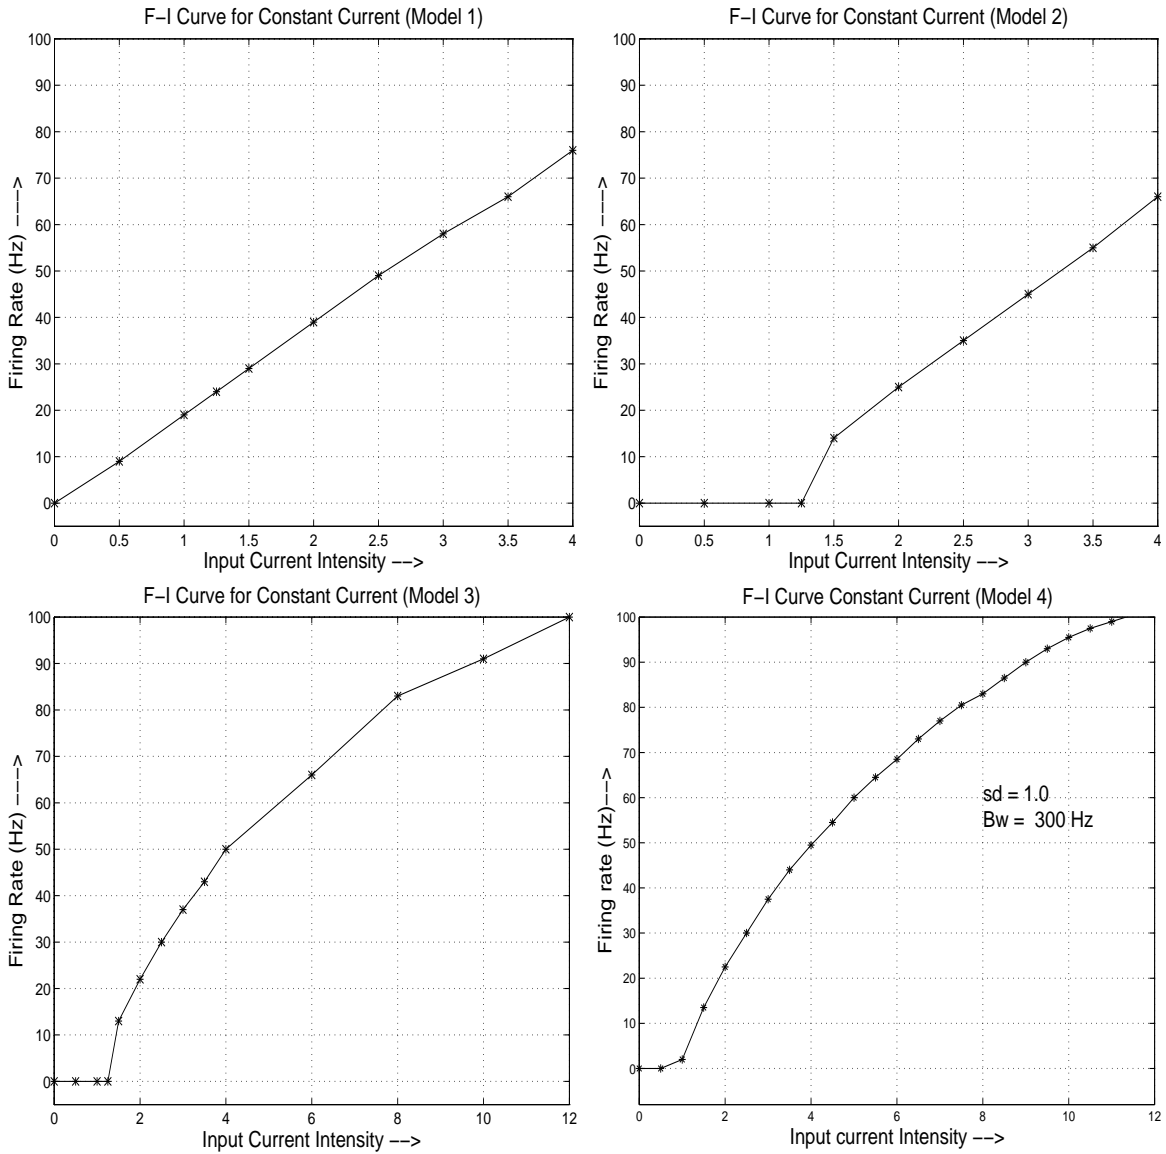 F−I Curve for Constant Current (Model 1)
100
90
80
70
60
50
40
30
20
10
0
Firing Rate (Hz) −−−−>
0 0.5 1 1.5 2 2.5 3 3.5 4
Input Current Intensity −−>
F−I Curve for Constant Current (Model 2)
100
90
80
70
60
50
40
30
20
10
0
Firing Rate (Hz) −−−−>
0 0.5 1 1.5 2 2.5 3 3.5 4
Input Current Intensity −−>
F−I Curve for Constant Current (Model 3)
100
90
80
70
60
50
40
30
20
10
0
Firing Rate (Hz) −−−−>
0 2 4 6 8 10 12
Input Current Intensity −−>
F−I Curve Constant Current (Model 4)
100
90
80
70
60
50
40
30
20
10
0
Firing rate (Hz)−−−>
sd = 1.0
Bw = 300 Hz
0 2 4 6 8 10 12
Input current Intensity −−>